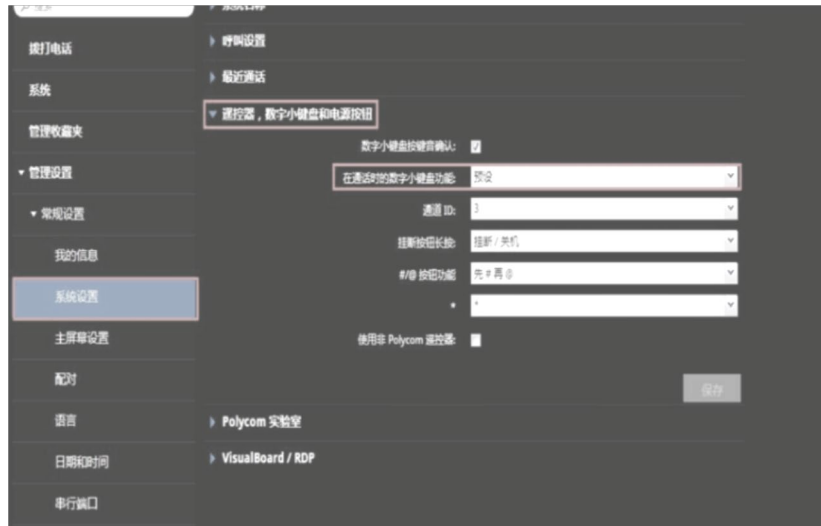 搜索
系统名称
拨打电话
呼叫设置
系统
最近通话
管理收藏夹
遥控器，数字小键盘和电源按钮
数字小键盘按键音确认:
管理设置
在通话时的数字小键盘功能:
预设
常规设置
通道 ID:
3
我的信息
挂断按钮长按:
挂断 / 关机
系统设置
#/@ 按钮功能
先 # 再 @
*
*
主屏幕设置
使用非 Polycom 遥控器:
配对
保存
语言
Polycom 实验室
日期和时间
VisualBoard / RDP
串行端口